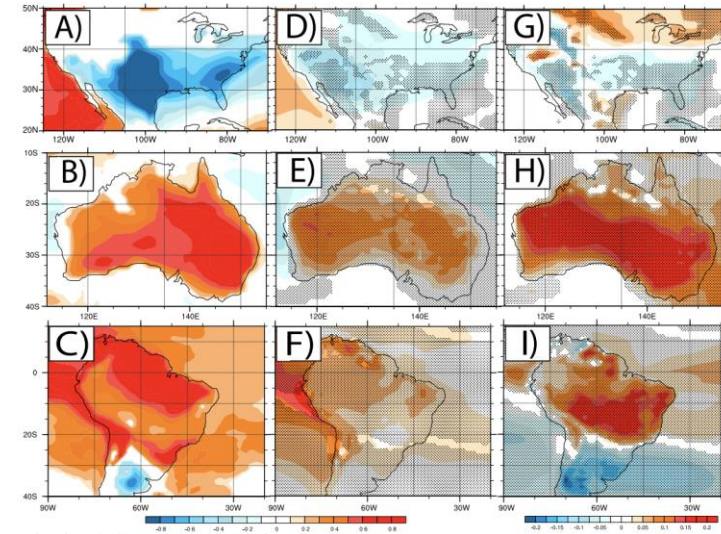 50N
A)
D)
G)
40N
30N
20N
120W 100W 80W 120W 100W 80W 120W 100W 80W
10S
B)
E)
H)
20S
30S
40S
120E 140E 120E 140E 120E 140E
C)
F)
I)
0
20S
40S
90W 60W 30W 60W 30W 60W 30W
-0.8 -0.6 -0.4 -0.2 0 0.2 0.4 0.6 0.8
-0.2 -0.15 -0.1 -0.05 0 0.05 0.1 0.15 0.2